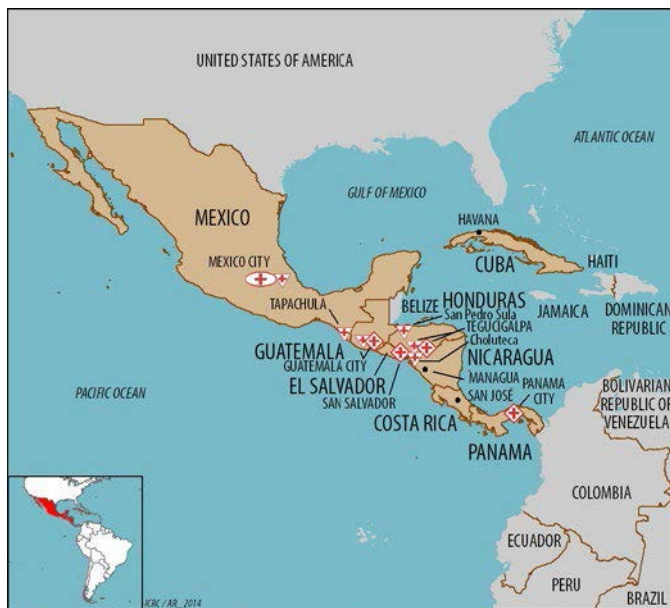 UNITED STATES OF AMERICA
ATLANTIC OCEAN
GULF OF MEXICO
MEXICO
HAVANA
MEXICO CITY
CUBA
HAITI
TAPACHULA
BELIZE
HONDURAS
San Pedro Sula
JAMAICA
DOMINICAN
REPUBLIC
TEGUCIGALPA
Choluteca
GUATEMALA
GUATEMALA CITY
NICARAGUA
PACIFIC OCEAN
EL SALVADOR
MANAGUA
SAN SALVADOR
SAN JOSÉ
PANAMA
CITY
BOLIVARIAN
REPUBLIC OF
VENEZUELA
COSTA RICA
PANAMA
COLOMBIA
ECUADOR
PERU
BRAZIL
ICRC / AR_ 2014